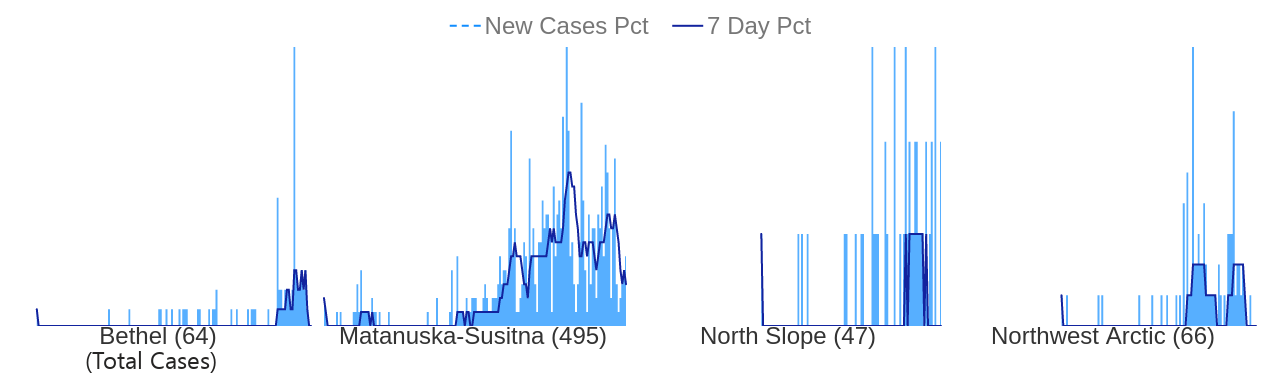 New Cases Pct 7 Day Pct
Bethel (64) Matanuska-Susitna (495) North Slope (47) Northwest Arctic (66)
(Total Cases)